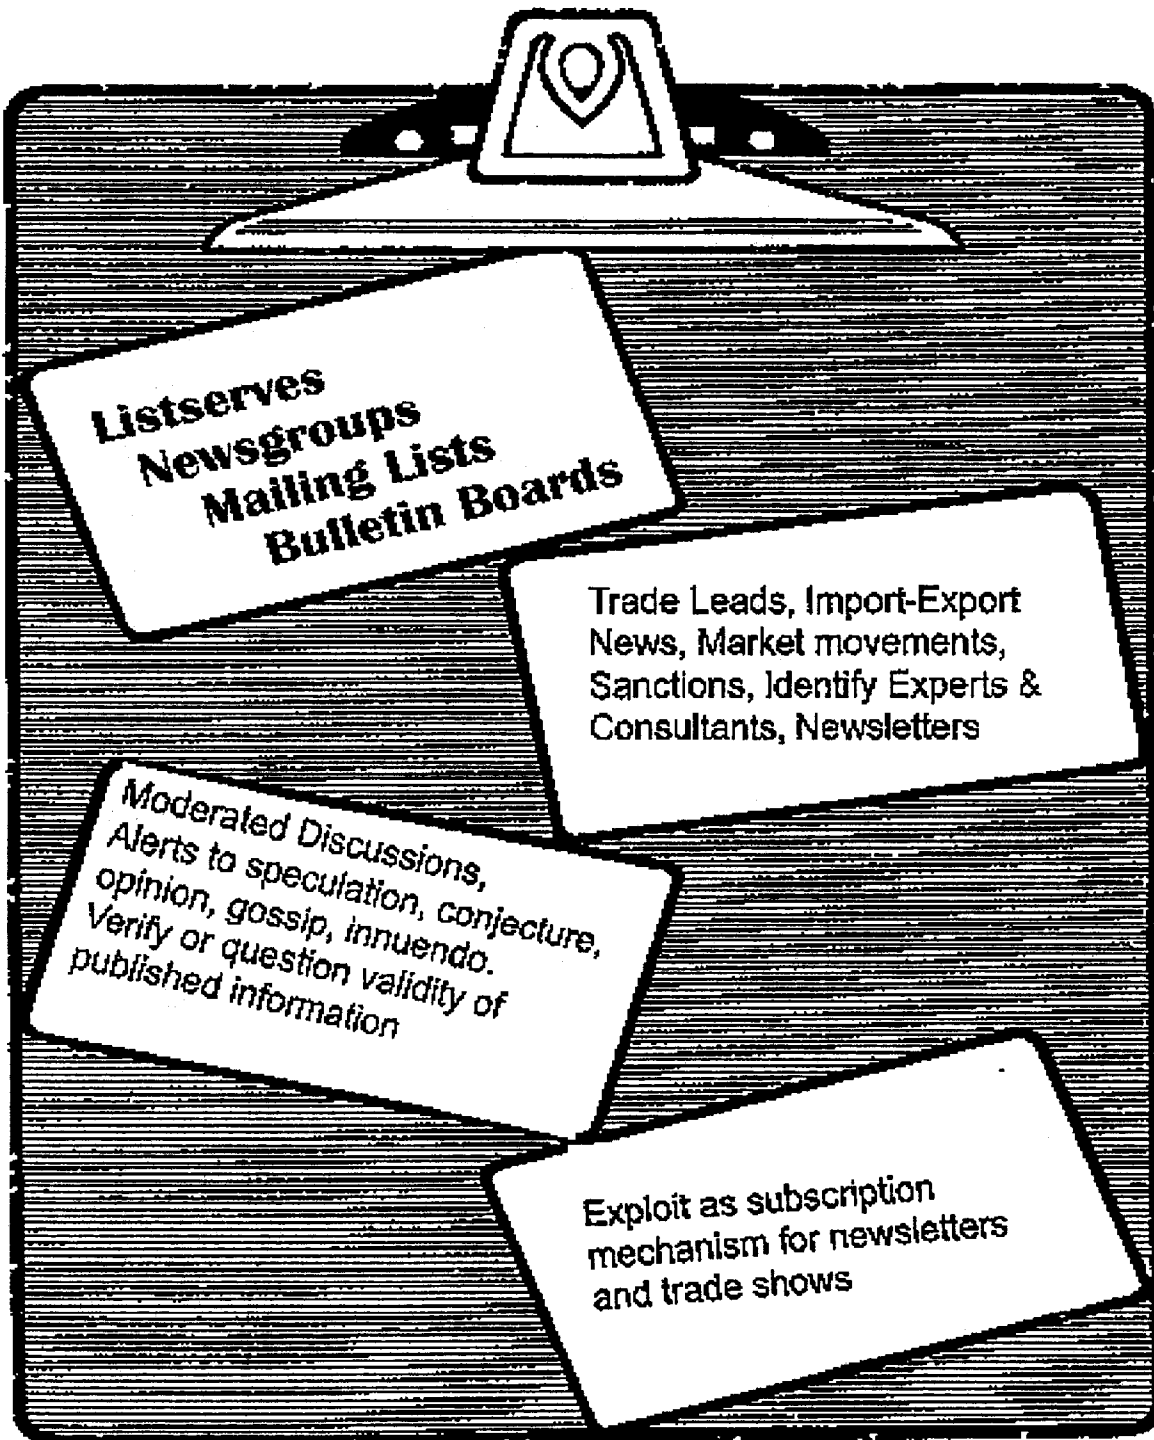 Listserves
Newsgroups
Mailing Lists
Bulletin Boards
Trade Leads, Import-Export
News, Market movements,
Sanctions, Identify Experts &
Consultants, Newsletters
Moderated Discussions,
Alerts to speculation, conjecture,
opinion, gossip, innuendo.
Verify or question validity of
published information
Exploit as subscription
mechanism for newsletters
and trade shows